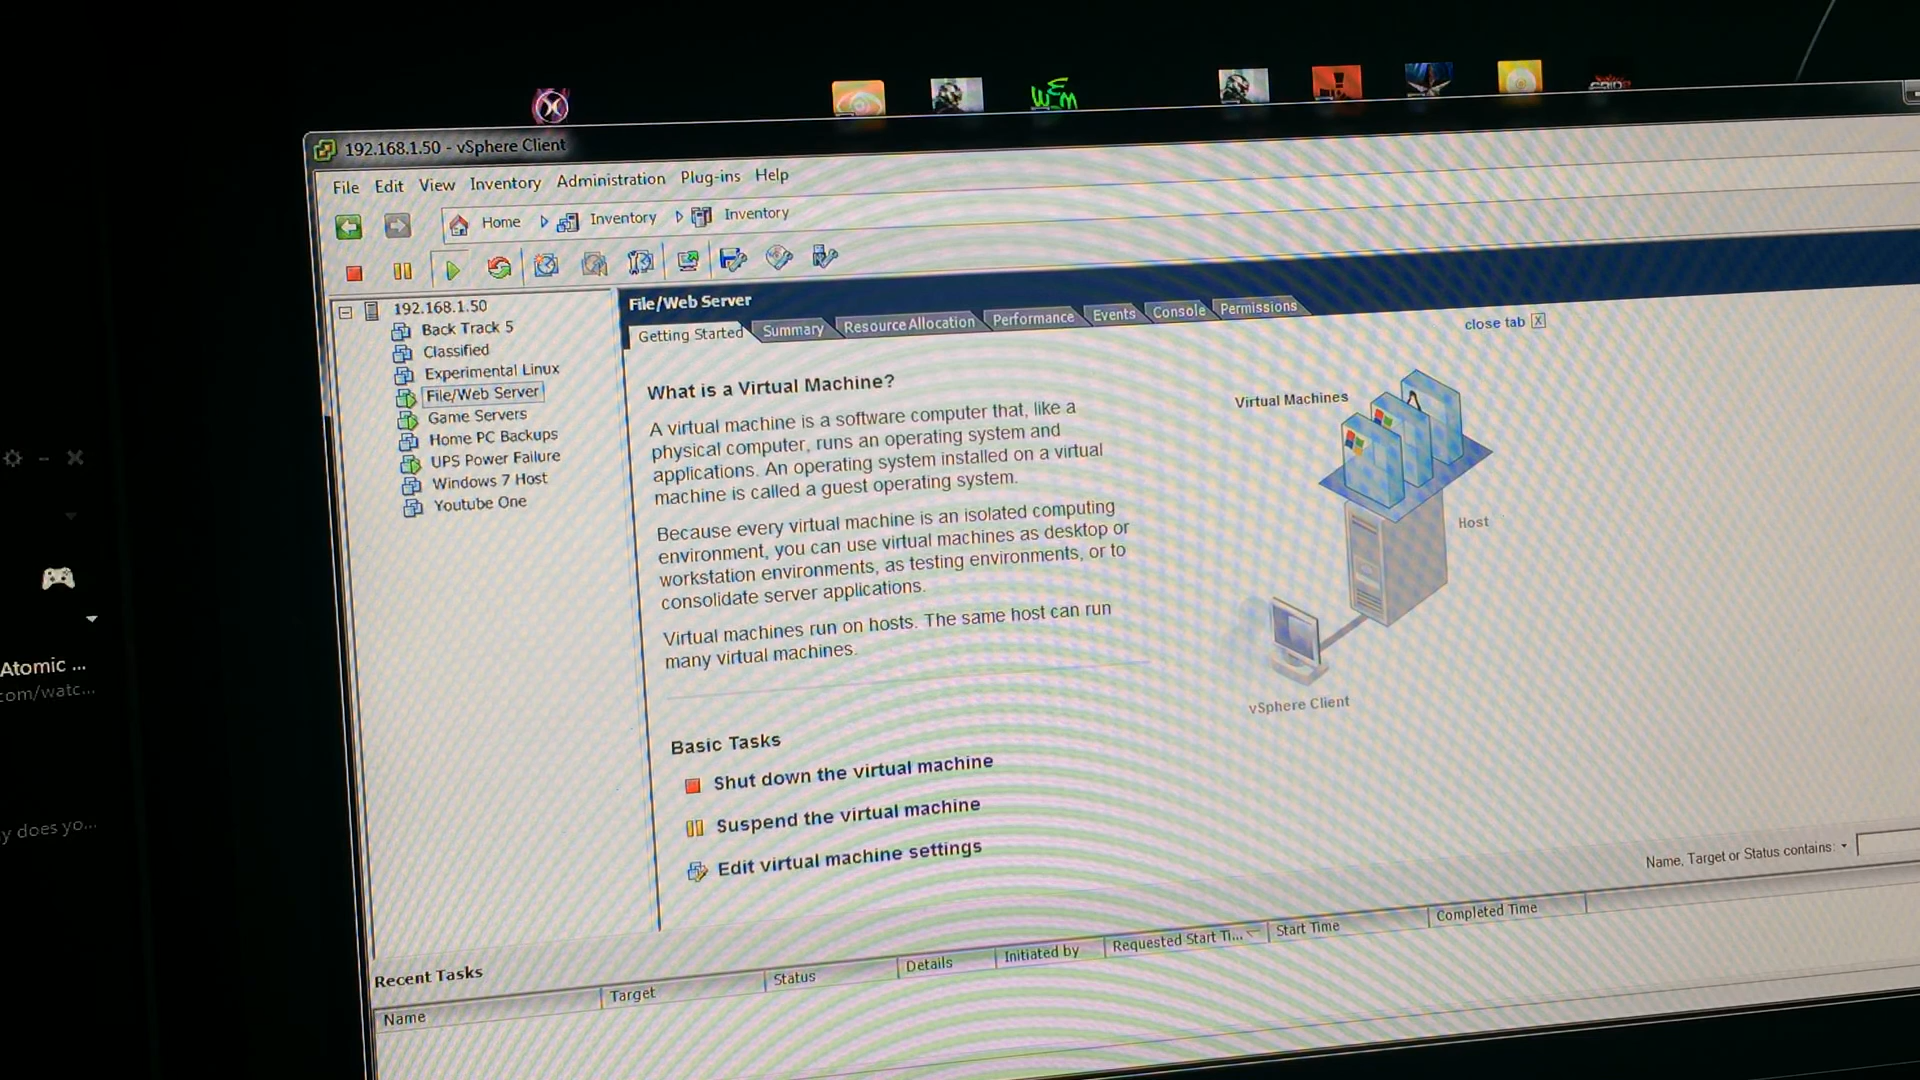 192.168.1.50 - vSphere Client
File Edit View Inventory Administration Plug-ins Help
Home Inventory Inventory
192.168.1.50
Back Track 5
Classified
Experimental Linux
File/Web Server
Game Servers
Home PC Backups
UPS Power Failure
Windows 7 Host
Youtube One
File/Web Server
Getting Started Summary Resource Allocation Performance Events Console Permissions
close tab X
What is a Virtual Machine?
A virtual machine is a software computer that, like a
physical computer, runs an operating system and
applications. An operating system installed on a virtual
machine is called a guest operating system.
Because every virtual machine is an isolated computing
environment, you can use virtual machines as desktop or
workstation environments, as testing environments, or to
consolidate server applications.
Virtual machines run on hosts. The same host can run
many virtual machines.
Virtual Machines
Host
vSphere Client
Basic Tasks
Shut down the virtual machine
Suspend the virtual machine
Edit virtual machine settings
Name, Target or Status contains:
Recent Tasks
Name Target Status Details Initiated by Requested Start Ti... Start Time Completed Time
Atomic ...
com/watc...
y does yo...
WEM